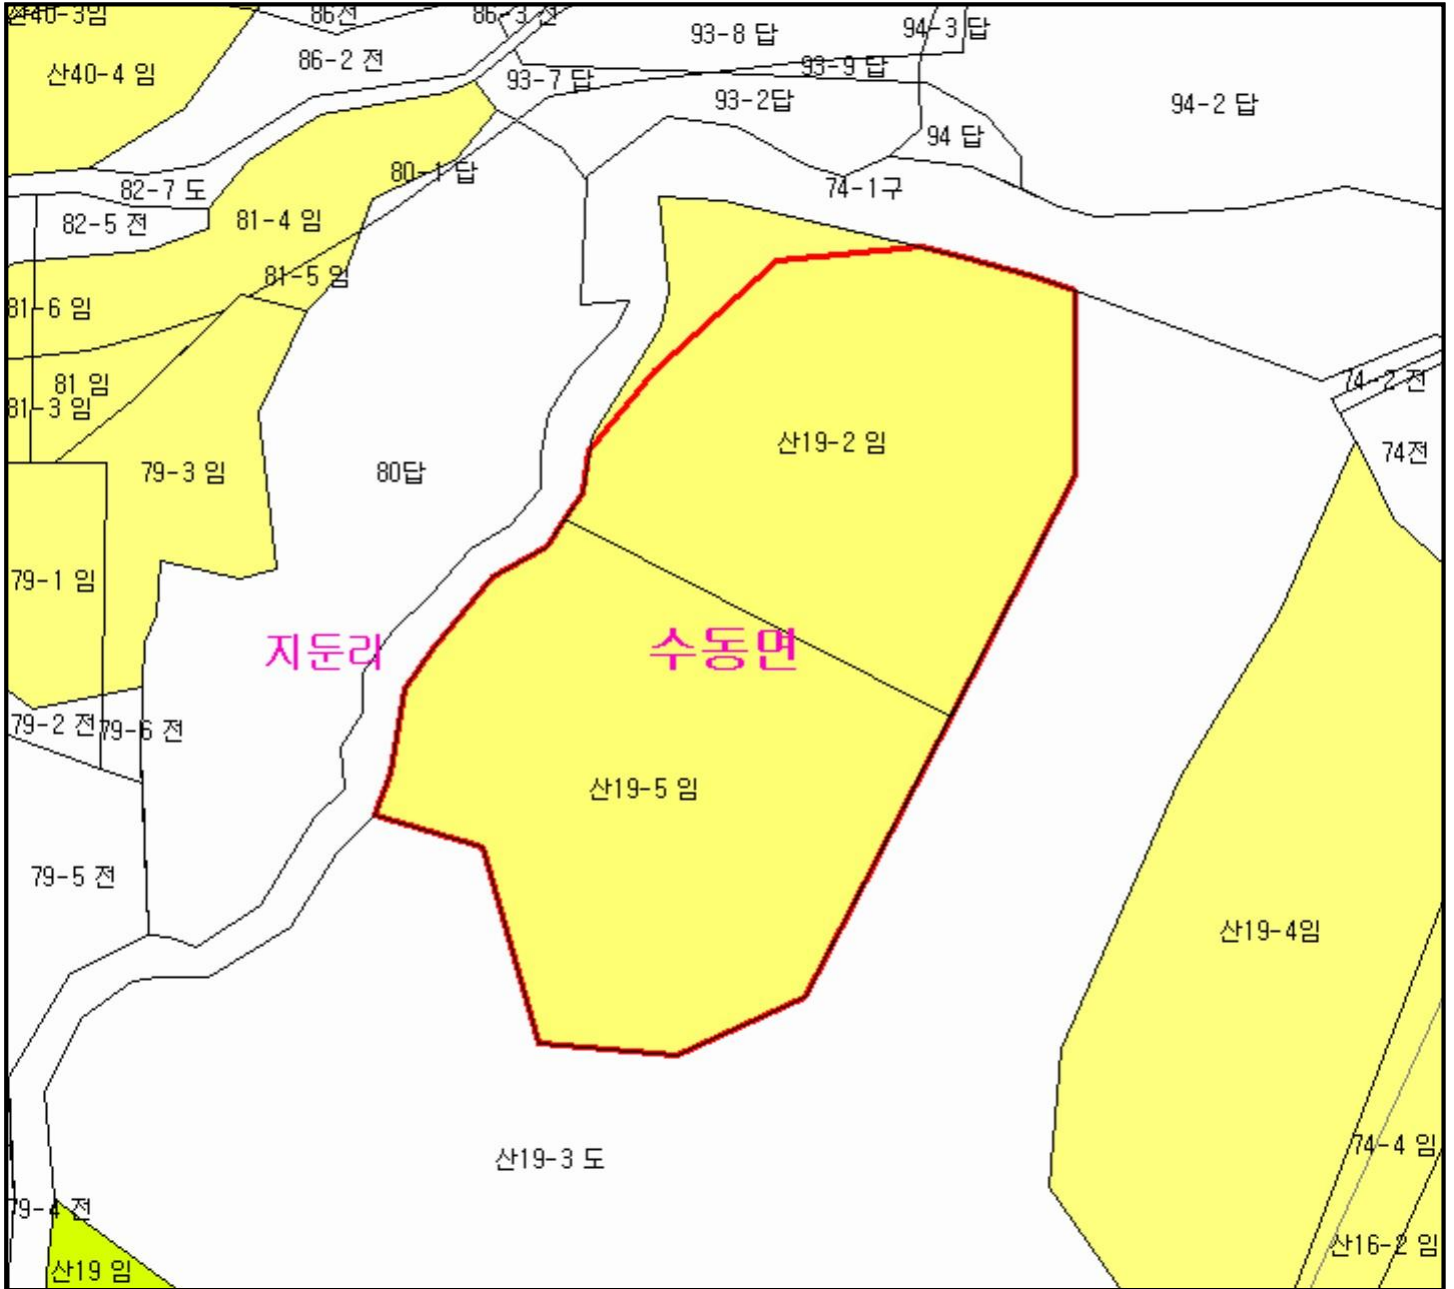 산40-3임
86전
86-3 전
93-8 답
94-3 답
86-2 전
산40-4 임
93-7 답
93-9 답
93-2답
94-2 답
94 답
80-1 답
82-7 도
74-1구
82-5 전
81-4 임
81-5 임
81-6 임
81 임
74-2 전
81-3 임
산19-2 임
74전
79-3 임
80답
79-1 임
지둔리
수동면
79-2 전
79-6 전
산19-5 임
79-5 전
산19-4임
74-4 임
산19-3 도
79-4 전
산16-2 임
산19 임